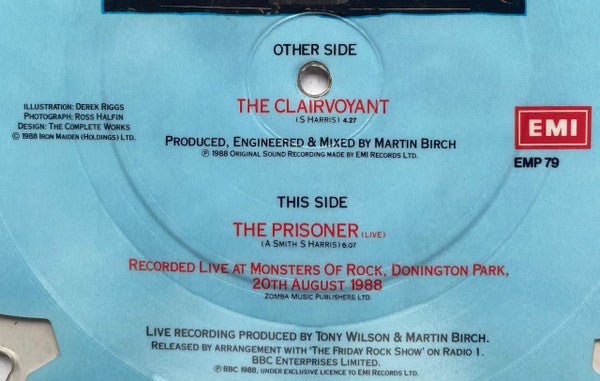 OTHER SIDE
THE CLAIRVOYANT
(S HARRIS) 4.27
PRODUCED, ENGINEERED & MIXED BY MARTIN BIRCH
℗ 1988 ORIGINAL SOUND RECORDING MADE BY EMI RECORDS LTD.
ILLUSTRATION: DEREK RIGGS
PHOTOGRAPH: ROSS HALFIN
DESIGN: THE COMPLETE WORKS
© 1988 IRON MAIDEN (HOLDINGS) LTD.
EMI
EMP 79
THIS SIDE
THE PRISONER (LIVE)
(A SMITH S HARRIS) 6.07
RECORDED LIVE AT MONSTERS OF ROCK, DONINGTON PARK,
20TH AUGUST 1988
ZOMBA MUSIC PUBLISHERS LTD.
LIVE RECORDING PRODUCED BY TONY WILSON & MARTIN BIRCH.
RELEASED BY ARRANGEMENT WITH 'THE FRIDAY ROCK SHOW' ON RADIO 1.
BBC ENTERPRISES LIMITED.
℗ BBC 1988, UNDER EXCLUSIVE LICENCE TO EMI RECORDS LTD.